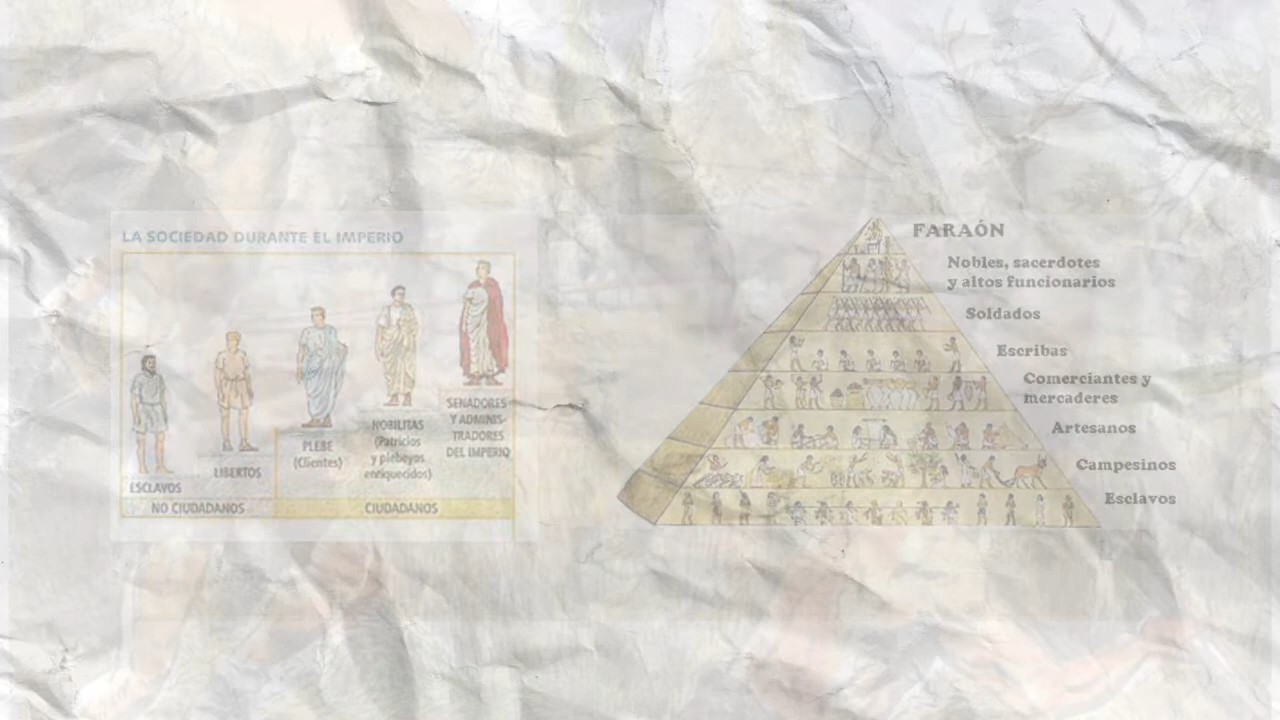 LA SOCIEDAD DURANTE EL IMPERIO
ESCLAVOS
LIBERTOS
PLEBE
(Clientes)
NOBILITAS
(Patricios
y plebeyos
enriquecidos)
SENADORES
Y ADMINIS-
TRADORES
DEL IMPERIO
NO CIUDADANOS
CIUDADANOS
FARAÓN
Nobles, sacerdotes
y altos funcionarios
Soldados
Escribas
Comerciantes y
mercaderes
Artesanos
Campesinos
Esclavos